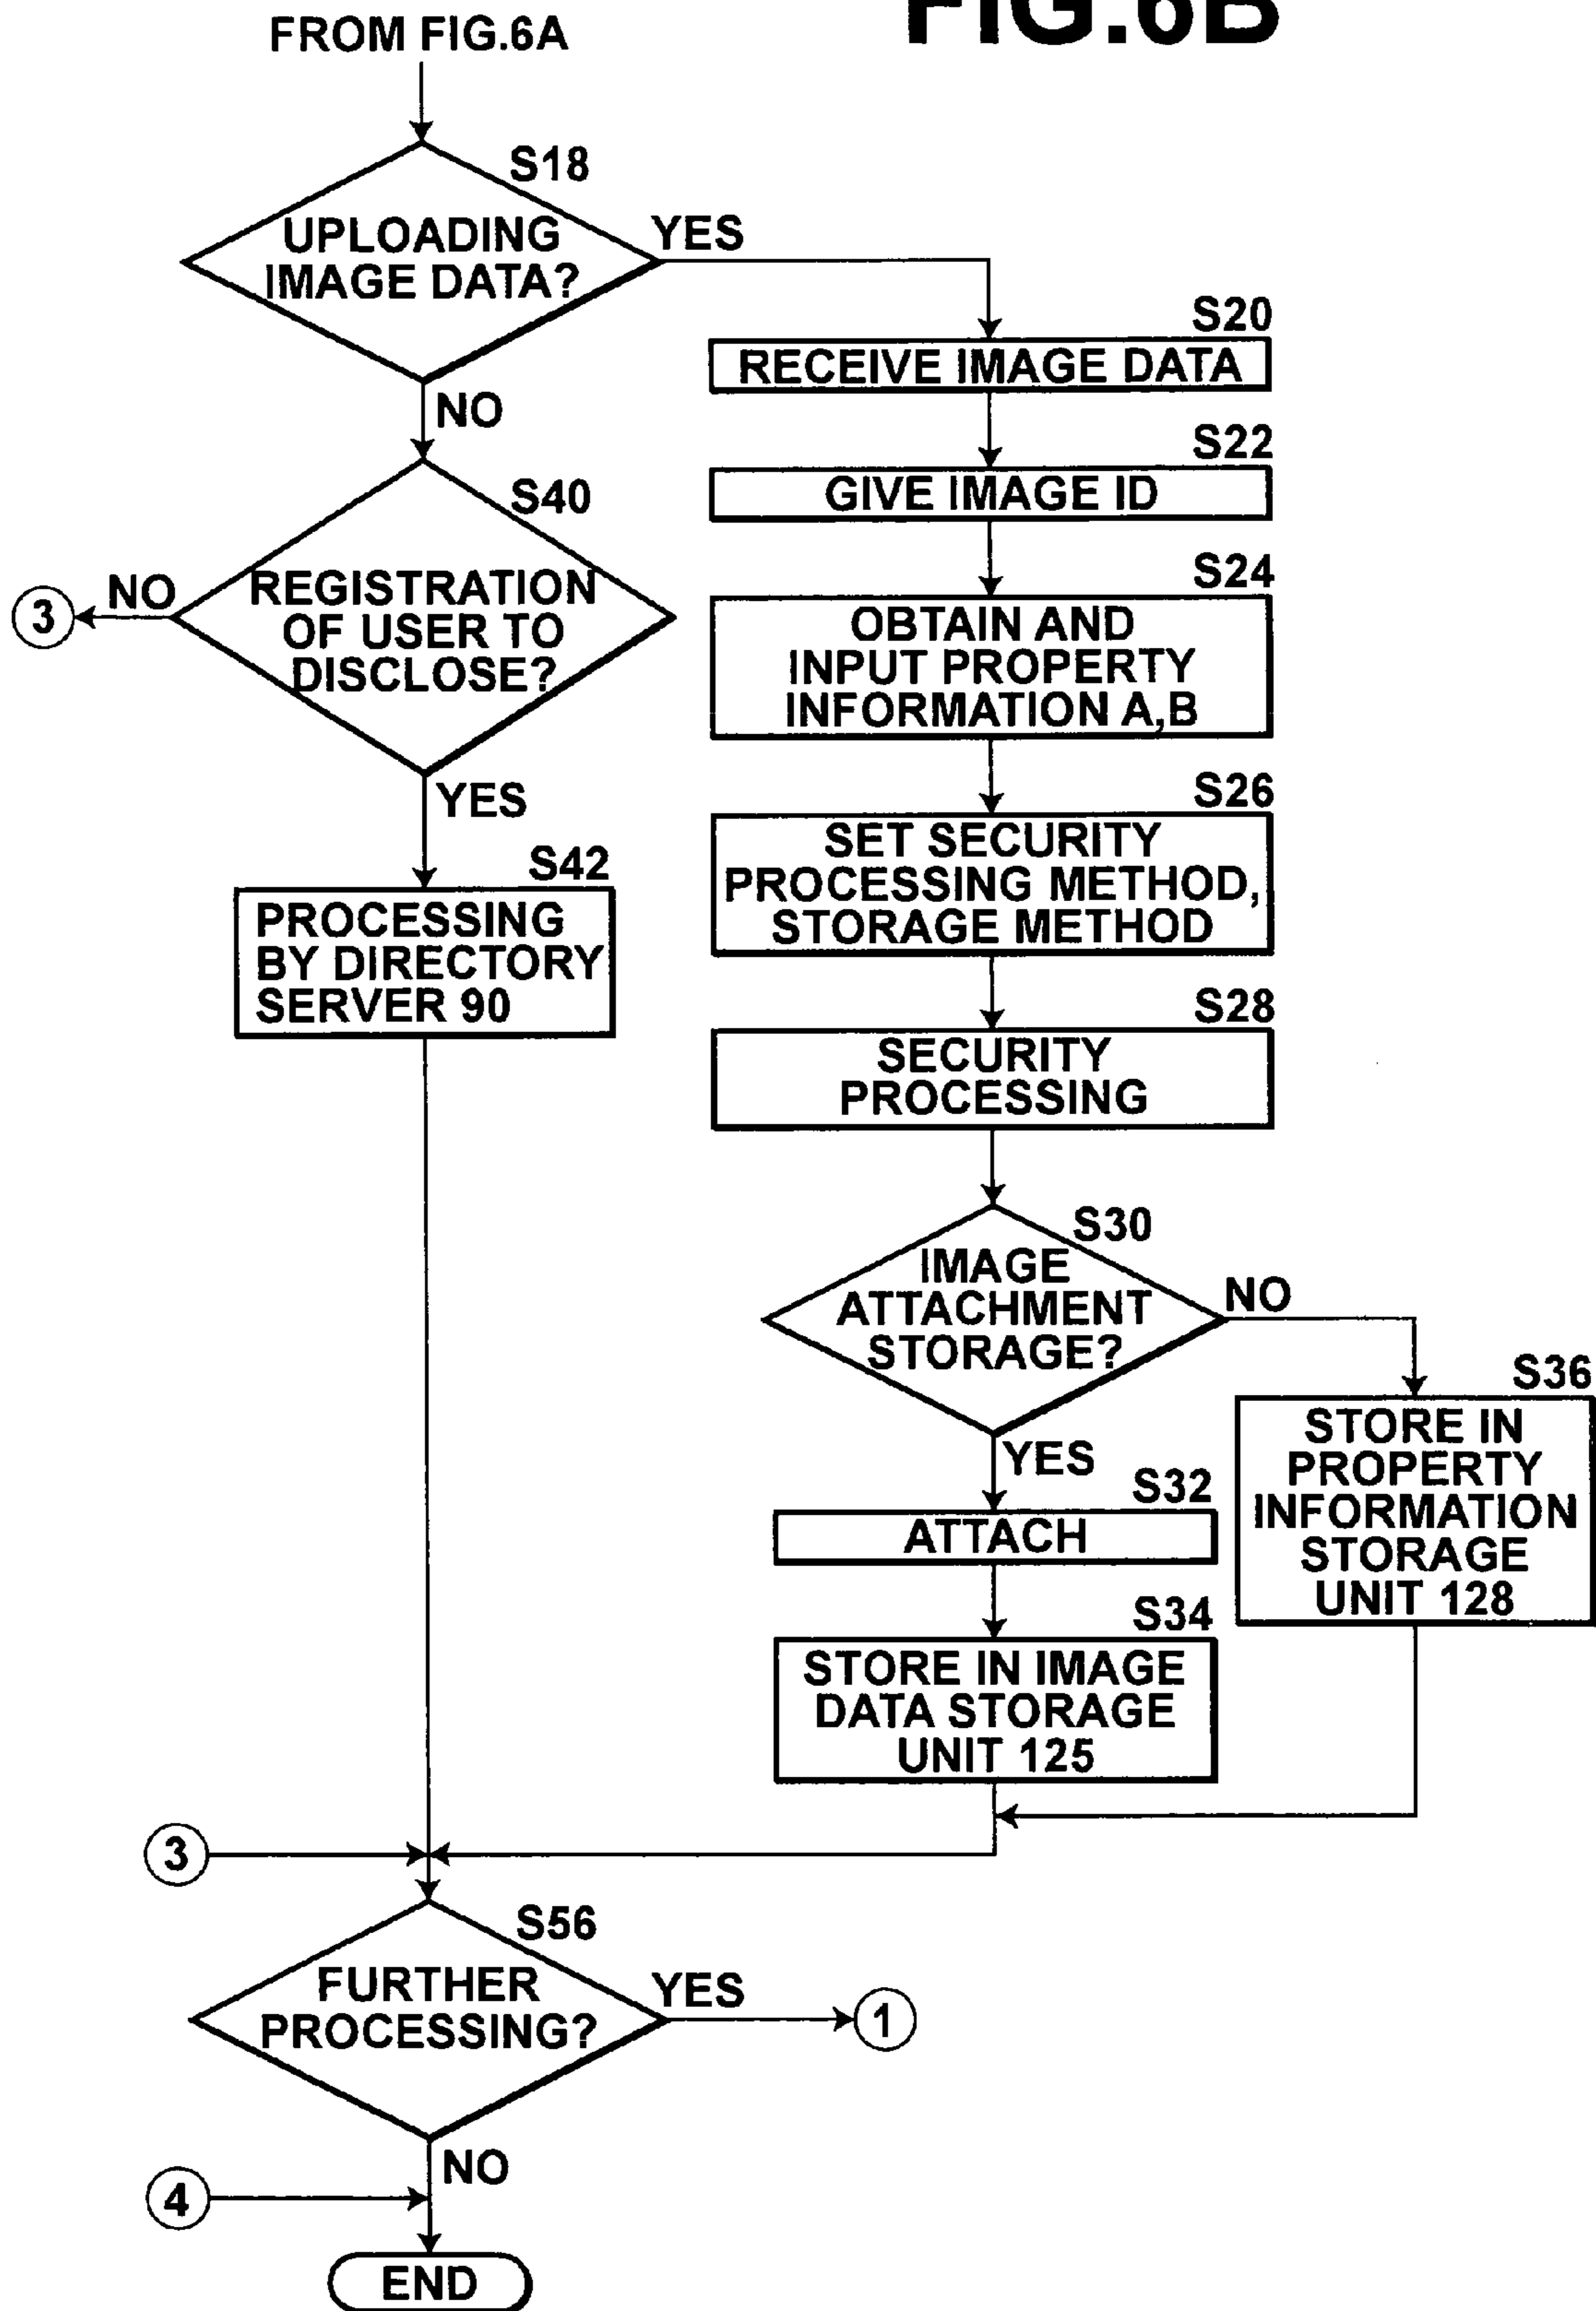 FIG.6B
FROM FIG.6A
S18
UPLOADING
IMAGE DATA?
YES
NO
S20
RECEIVE IMAGE DATA
S22
GIVE IMAGE ID
S24
OBTAIN AND
INPUT PROPERTY
INFORMATION A,B
S26
SET SECURITY
PROCESSING METHOD,
STORAGE METHOD
S28
SECURITY
PROCESSING
S30
IMAGE
ATTACHMENT
STORAGE?
NO
YES
S32
ATTACH
S34
STORE IN IMAGE
DATA STORAGE
UNIT 125
S36
STORE IN
PROPERTY
INFORMATION
STORAGE
UNIT 128
S40
REGISTRATION
OF USER TO
DISCLOSE?
NO
3
YES
S42
PROCESSING
BY DIRECTORY
SERVER 90
3
S56
FURTHER
PROCESSING?
YES
1
NO
4
END